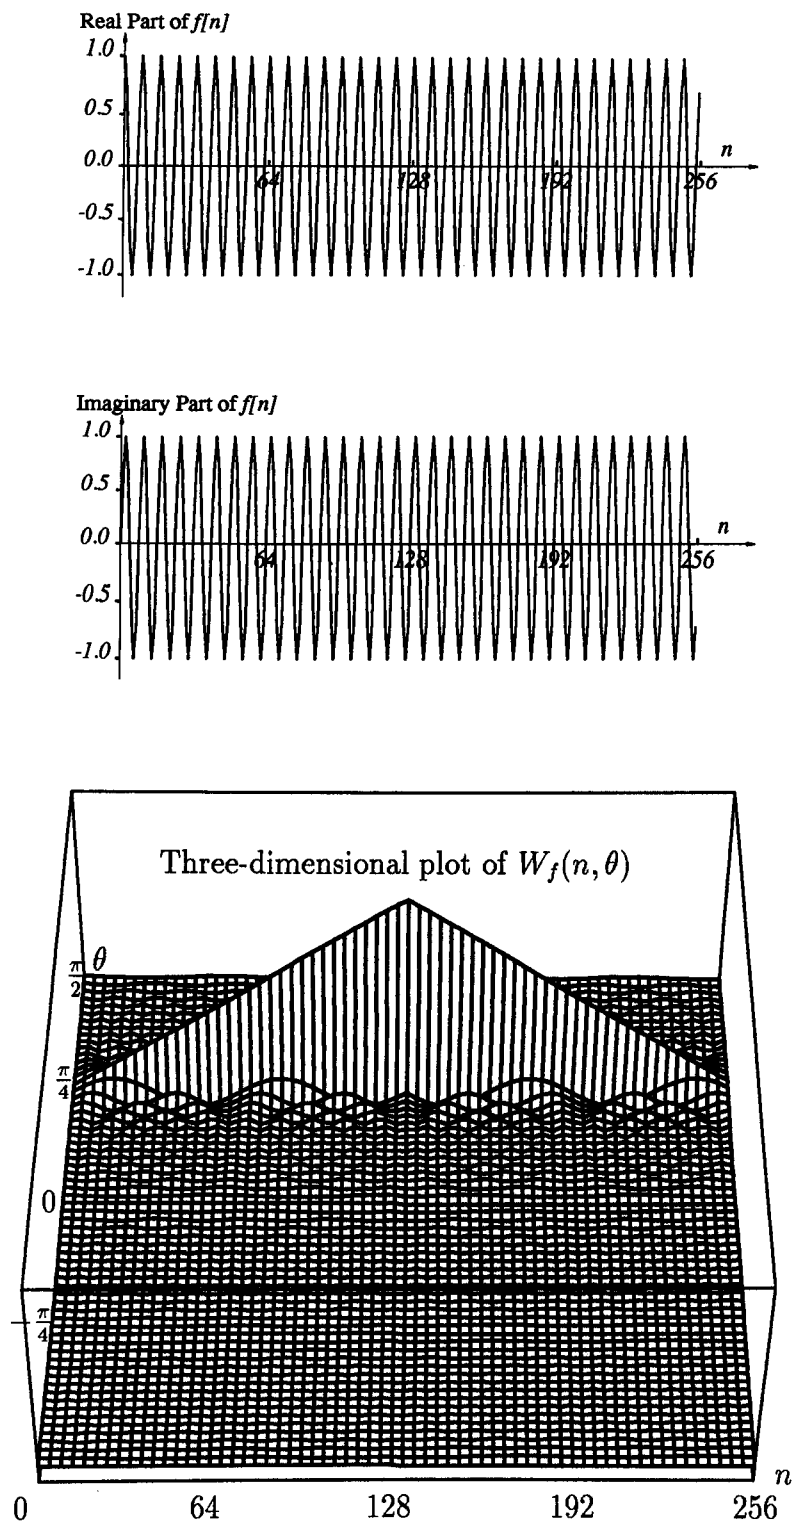 Real Part of f[n]
1.0
0.5
0.0
-0.5
-1.0
64 128 192 256
n
Imaginary Part of f[n]
1.0
0.5
0.0
-0.5
-1.0
64 128 192 256
n
Three-dimensional plot of W_f(n, θ)
π/2 θ
π/4
0
-π/4
n
0 64 128 192 256